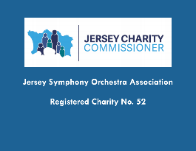 JERSEY CHARITY
COMMISSIONER
Jersey Symphony Orchestra Association
Registered Charity No. 52